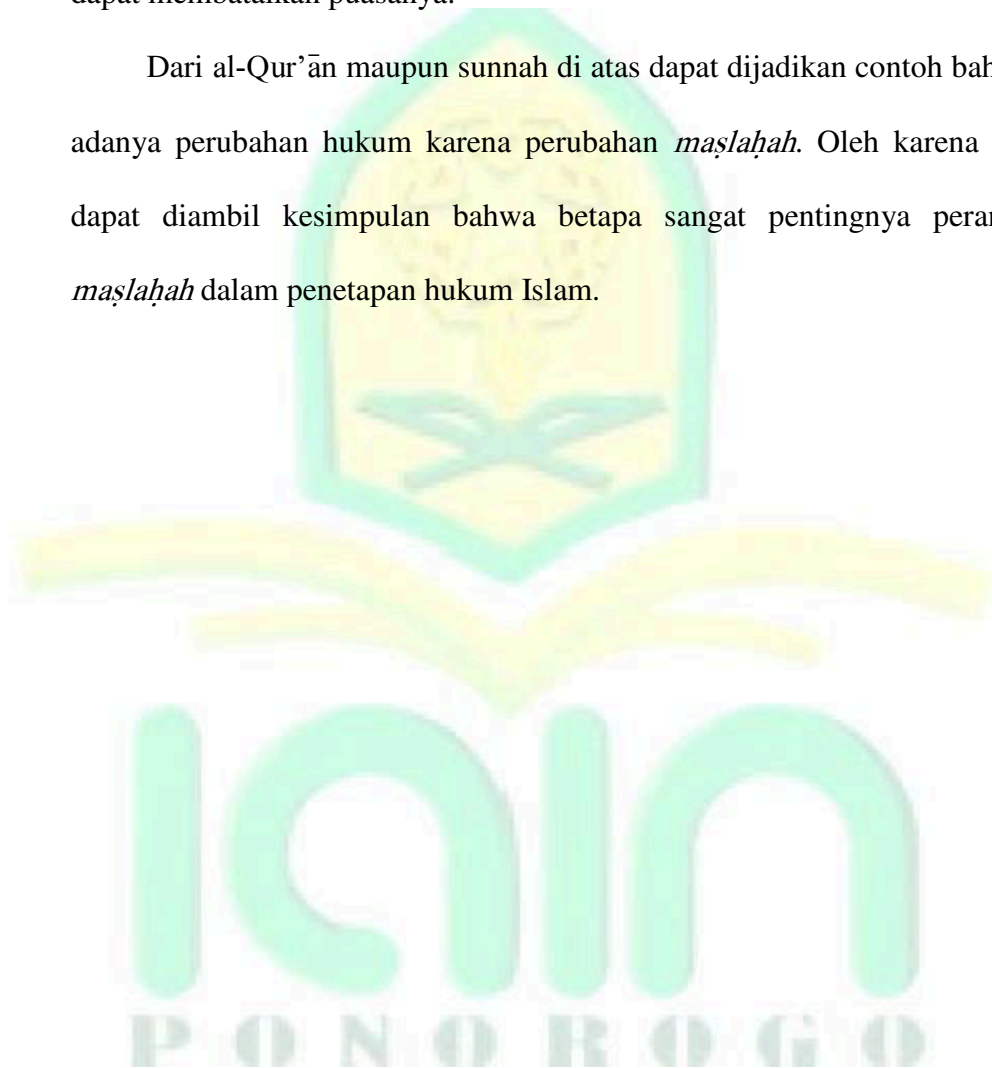 dapat membatalkan puasanya.
Dari al-Qur’ān maupun sunnah di atas dapat dijadikan contoh bah
adanya perubahan hukum karena perubahan maṣlaḥah. Oleh karena
dapat diambil kesimpulan bahwa betapa sangat pentingnya peran
maṣlaḥah dalam penetapan hukum Islam.
IAIN
PONOROGO